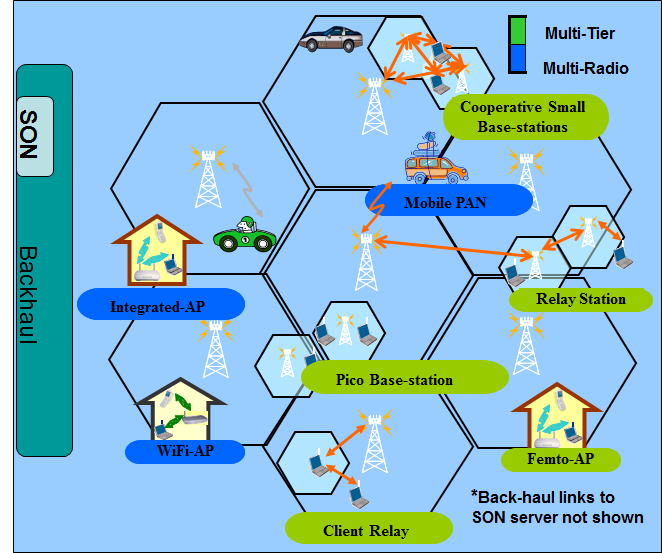 Multi-Tier
Multi-Radio
SON
Backhaul
Cooperative Small
Base-stations
Mobile PAN
Integrated-AP
Relay Station
Pico Base-station
WiFi-AP
Femto-AP
Client Relay
*Back-haul links to
SON server not shown